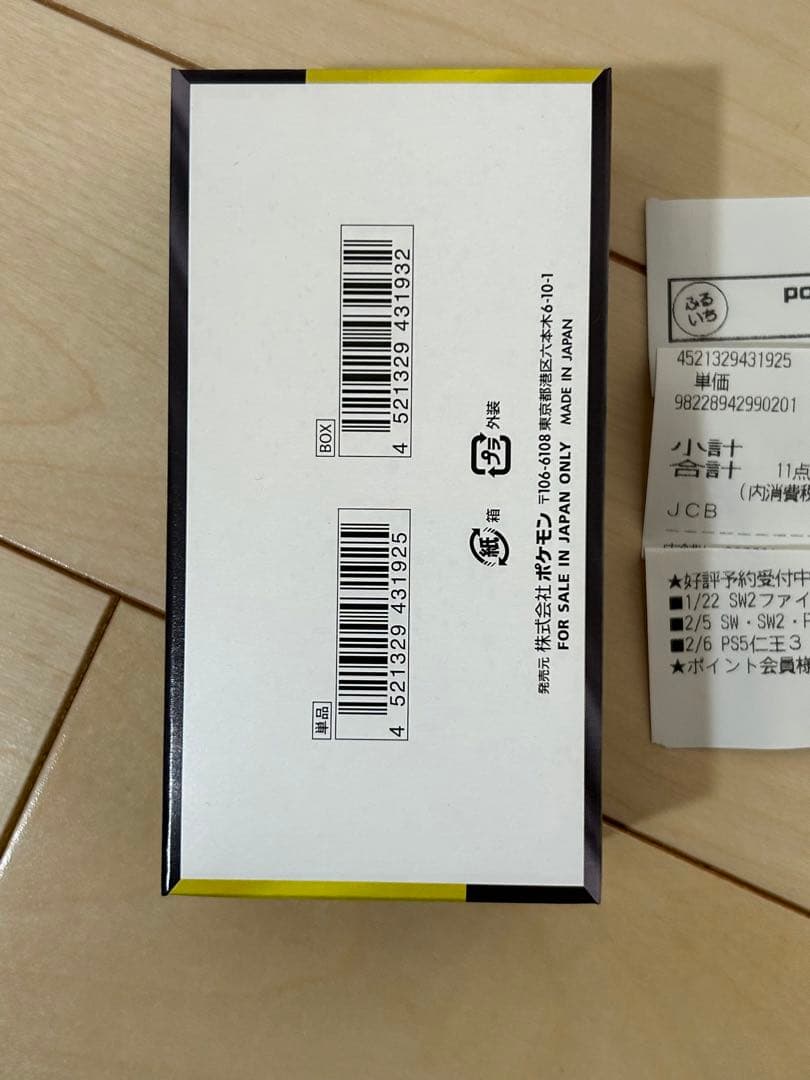 BOX
4 521329 431932
単品
4 521329 431925
プラ 外装
紙 箱
発売元 株式会社ポケモン 〒106-6108 東京都港区六本木6-10-1
FOR SALE IN JAPAN ONLY MADE IN JAPAN
ふる
いち
4521329431925
単価
98228942990201
小計
合計 11点
(内消費税
JCB
★好評予約受付中
■1/22 SW2ファイ
■2/5 SW・SW2・P
■2/6 PS5仁王3
★ポイント会員様